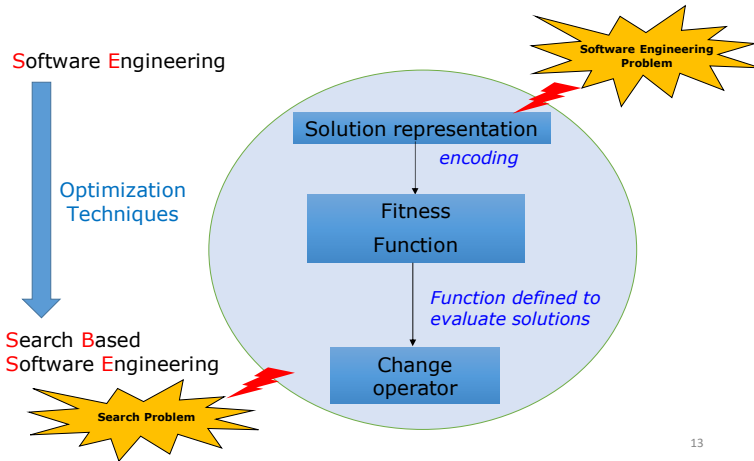 Software Engineering
Software Engineering
Problem
Solution representation
encoding
Optimization
Techniques
Fitness
Function
Function defined to
evaluate solutions
Search Based
Software Engineering
Change
operator
Search Problem
13